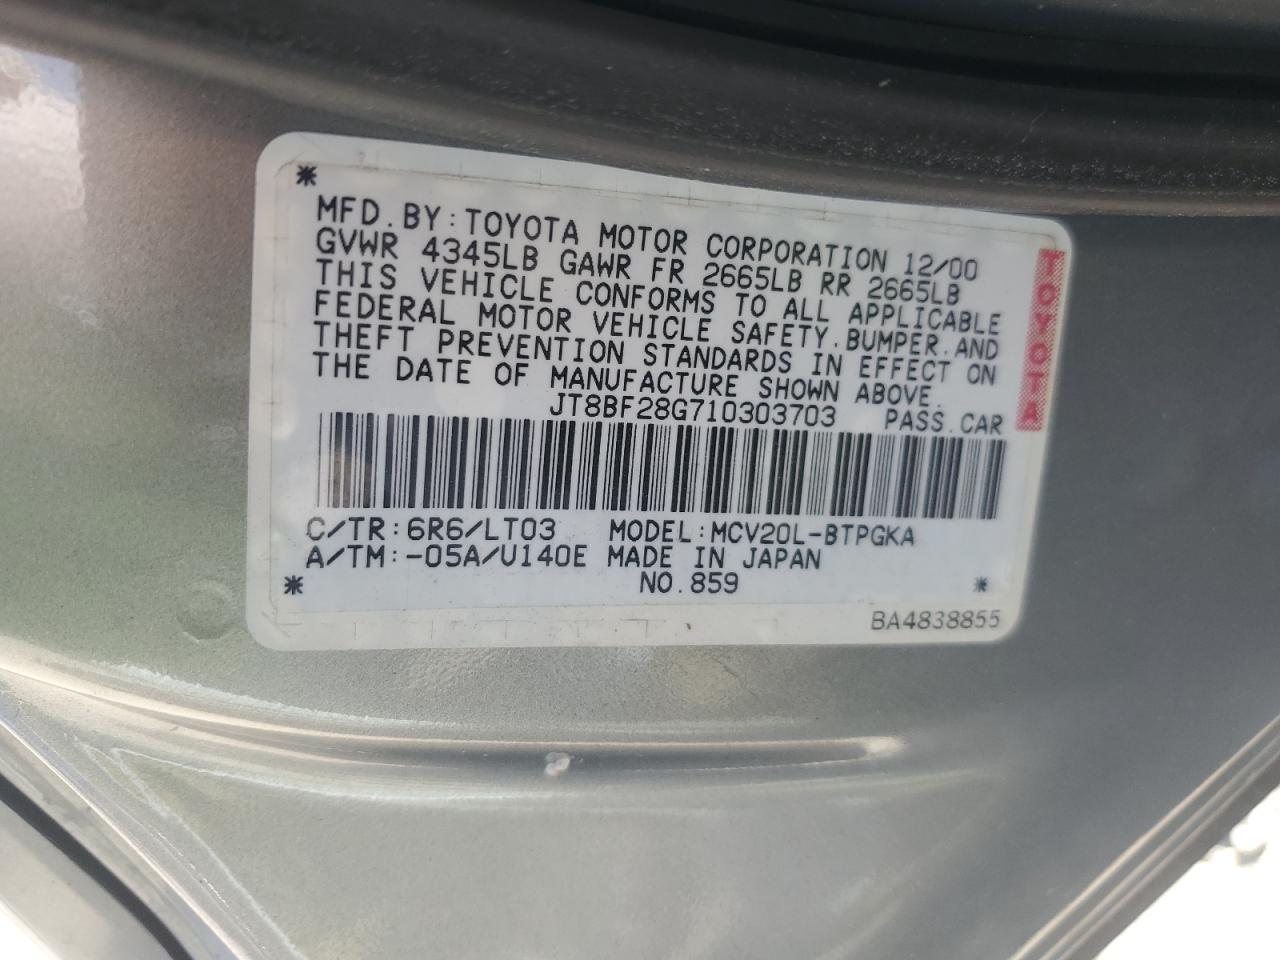 MFD. BY: TOYOTA MOTOR CORPORATION 12/00
GVWR 4345LB GAWR FR 2665LB RR 2665LB
THIS VEHICLE CONFORMS TO ALL APPLICABLE
FEDERAL MOTOR VEHICLE SAFETY, BUMPER, AND
THEFT PREVENTION STANDARDS IN EFFECT ON
THE DATE OF MANUFACTURE SHOWN ABOVE.
JT8BF28G710303703 PASS. CAR
TOYOTA
C/TR: 6R6/LT03 MODEL: MCV20L-BTPGKA
A/TM: -05A/U140E MADE IN JAPAN
NO. 859
BA4838855